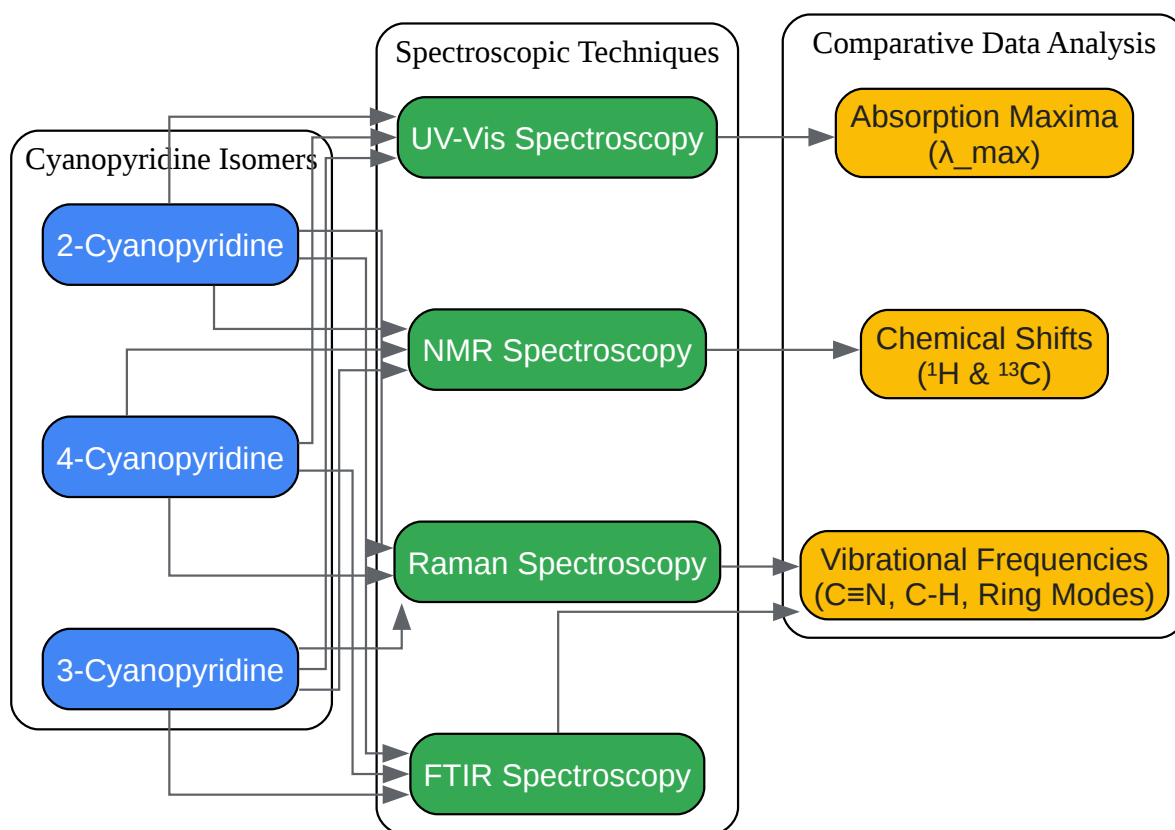 Cyanopyridine Isomers
2-Cyanopyridine
4-Cyanopyridine
3-Cyanopyridine
Spectroscopic Techniques
UV-Vis Spectroscopy
NMR Spectroscopy
Raman Spectroscopy
FTIR Spectroscopy
Comparative Data Analysis
Absorption Maxima
(λ_max)
Chemical Shifts
(¹H & ¹³C)
Vibrational Frequencies
(C≡N, C-H, Ring Modes)